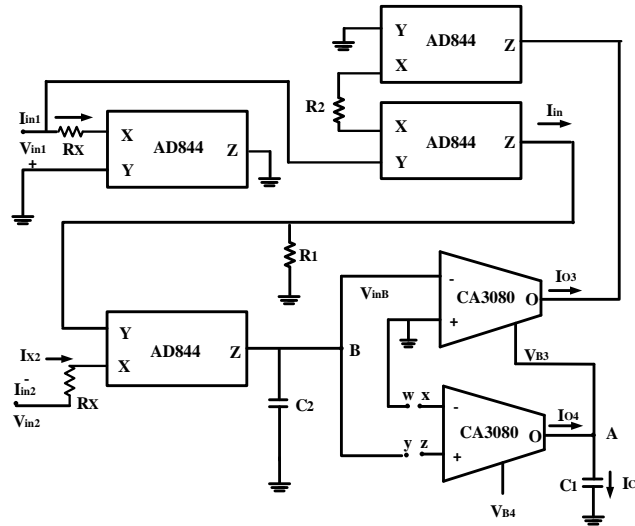 Y
AD844
Z
X
R2
Iin1
RX
X
AD844
Z
Vin1
+
Y
X
Iin
AD844
Z
Y
R1
VinB
-
CA3080
O
IO3
+
Y
AD844
Z
B
IX2
X
VB3
Iin2
-
RX
Vin2
C2
w x
-
IO4
A
CA3080
O
y z
+
C1
IC
VB4